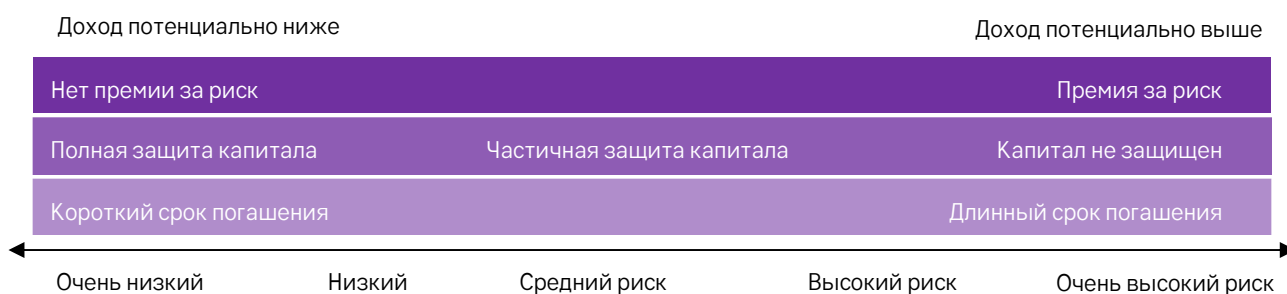 Доход потенциально ниже Доход потенциально выше
Нет премии за риск Премия за риск
Полная защита капитала Частичная защита капитала Капитал не защищен
Короткий срок погашения Длинный срок погашения
Очень низкий Низкий Средний риск Высокий риск Очень высокий риск